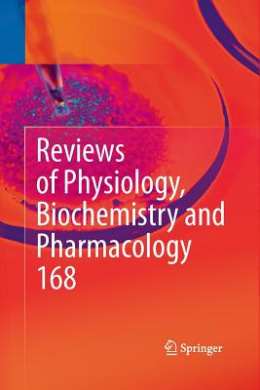 Reviews
of Physiology,
Biochemistry and
Pharmacology
168
Springer